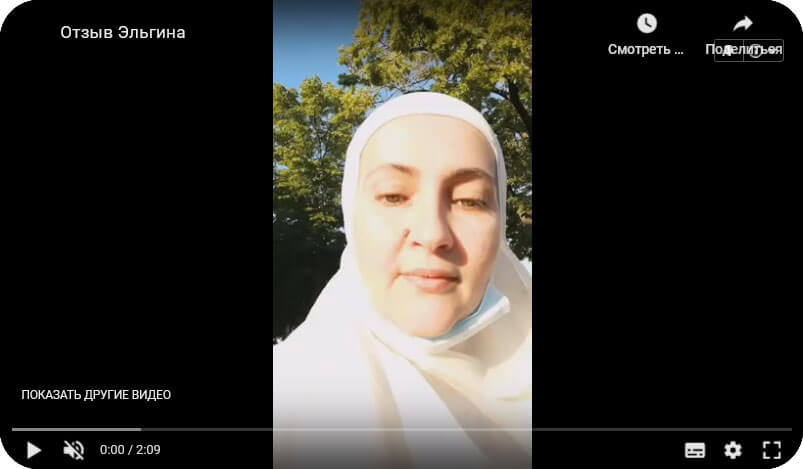 Отзыв Эльгина
Смотреть ...
Поделиться
ПОКАЗАТЬ ДРУГИЕ ВИДЕО
0:00 / 2:09